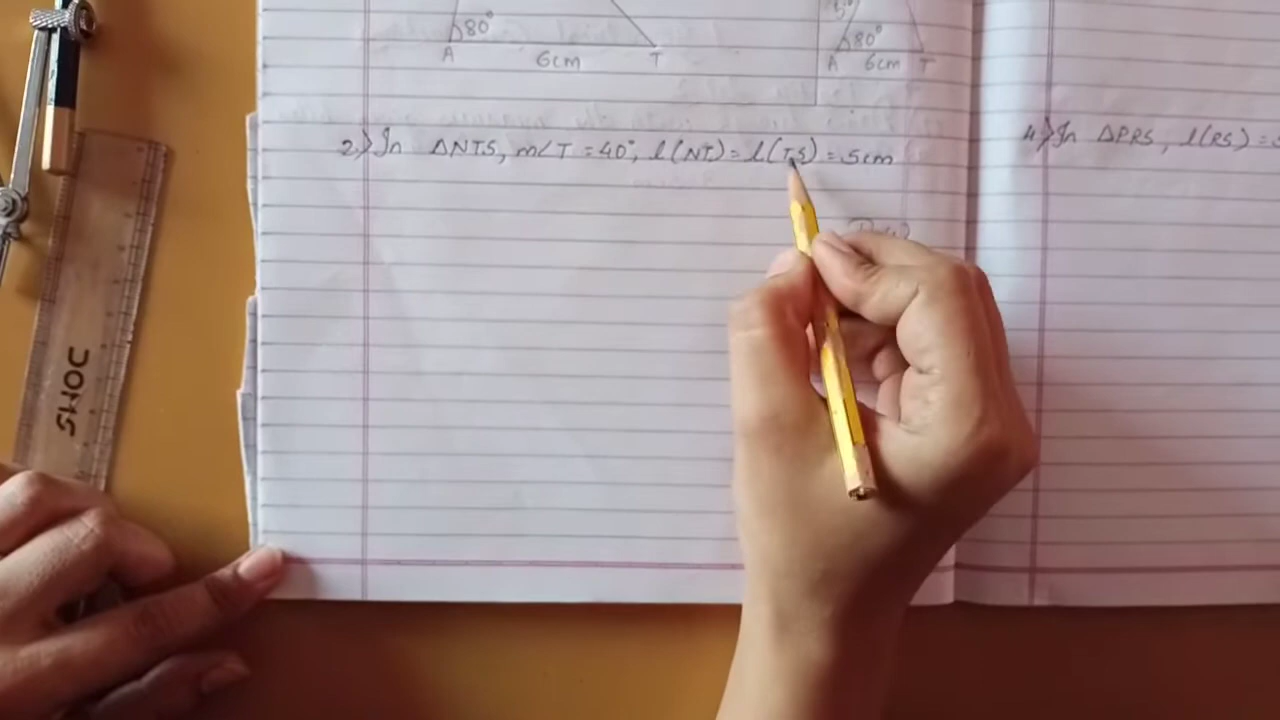 80°
A 6cm T
80°
A 6cm T
2) In ΔNTS, m∠T = 40°, l(NT) = l(TS) = 5cm
4) In ΔPRS, l(RS) =
SHOC